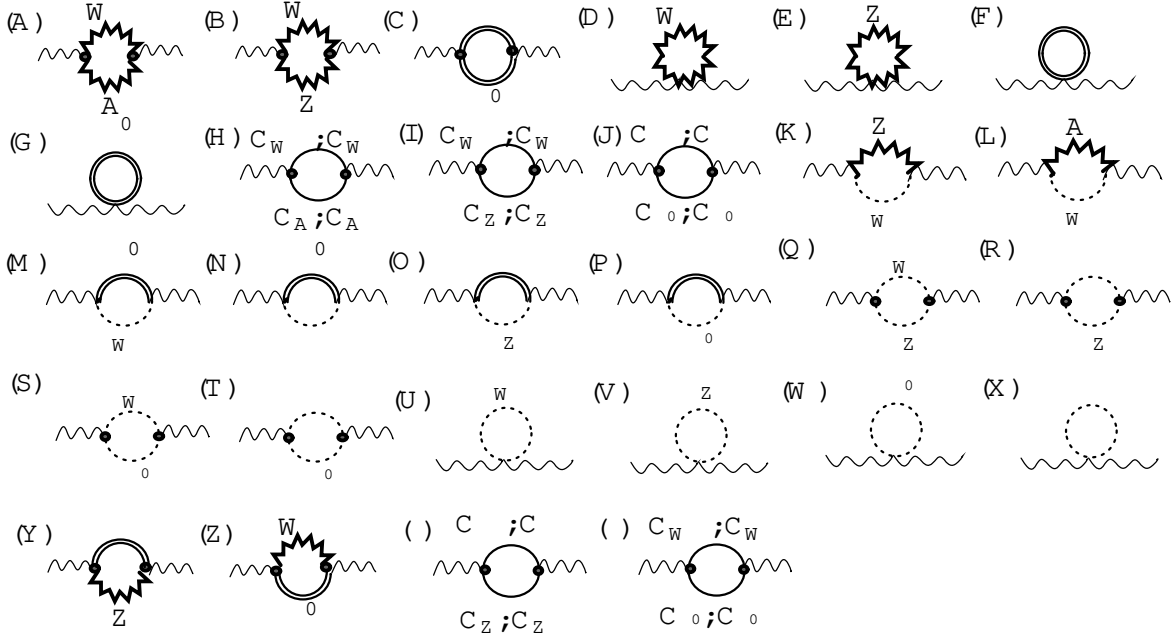 (A) W (B) W (C) (D) W (E) Z (F)
A Z 0
0
(G) (H) C W ;C W (I) C W ;C W (J) C ;C (K) Z (L) A
C A ;C A C Z ;C Z C 0 ;C 0 W W
0 0
(M) (N) (O) (P) (Q) W (R)
W Z 0 Z Z
(S) W (T) (U) W (V) Z (W) 0 (X)
0 0
(Y) (Z) W ( ) C ;C ( ) C W ;C W
Z 0 C Z ;C Z C 0 ;C 0